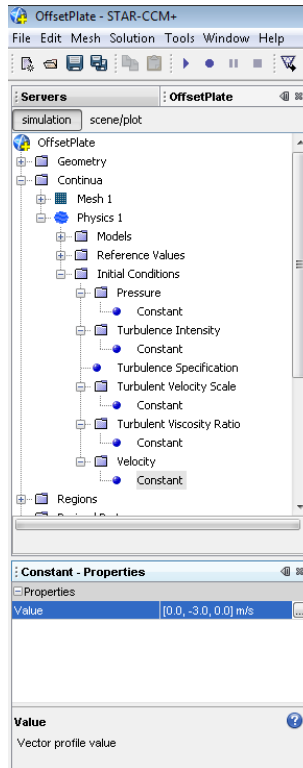 OffsetPlate - STAR-CCM+
File Edit Mesh Solution Tools Window Help
Servers OffsetPlate
simulation scene/plot
OffsetPlate
Geometry
Continua
Mesh 1
Physics 1
Models
Reference Values
Initial Conditions
Pressure
Constant
Turbulence Intensity
Constant
Turbulence Specification
Turbulent Velocity Scale
Constant
Turbulent Viscosity Ratio
Constant
Velocity
Constant
Regions
Constant - Properties
Properties
Value [0.0, -3.0, 0.0] m/s ...
Value
Vector profile value